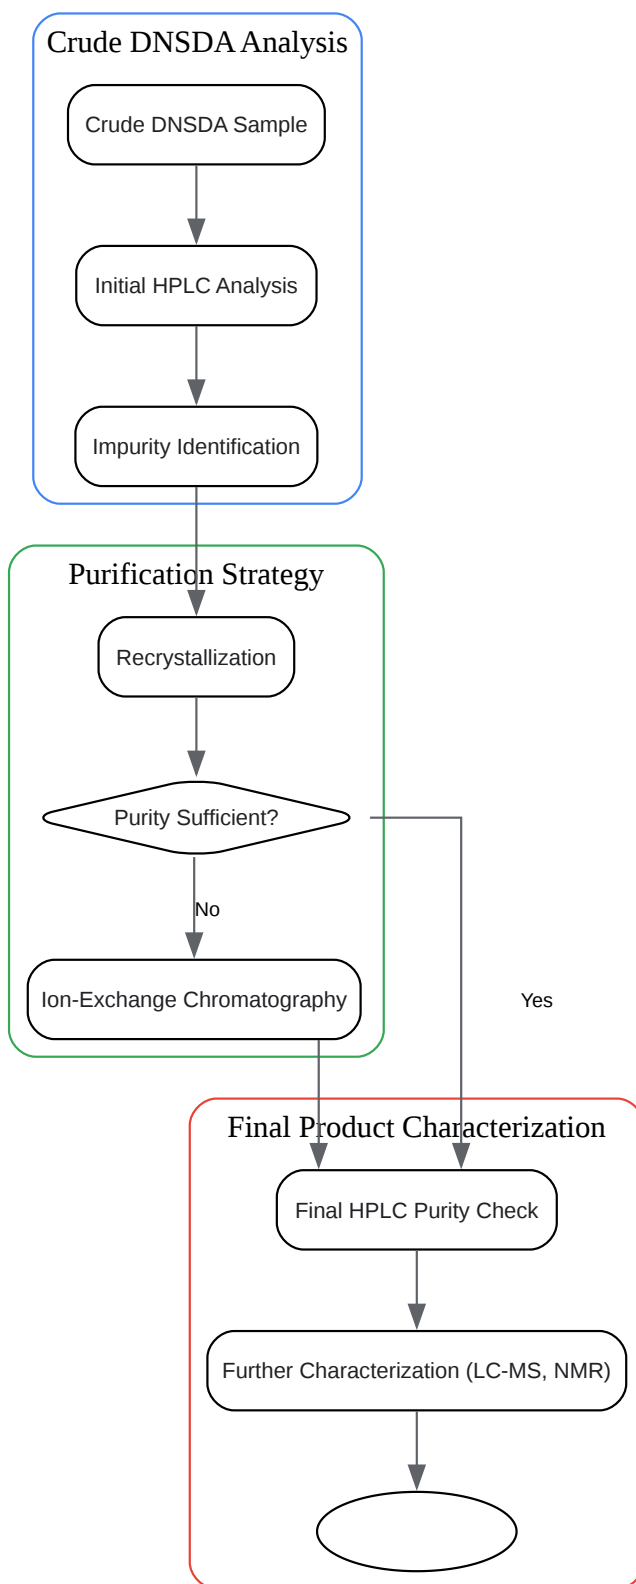 Crude DNSDA Analysis
Crude DNSDA Sample
Initial HPLC Analysis
Impurity Identification
Purification Strategy
Recrystallization
Purity Sufficient?
No
Ion-Exchange Chromatography
Yes
Final Product Characterization
Final HPLC Purity Check
Further Characterization (LC-MS, NMR)